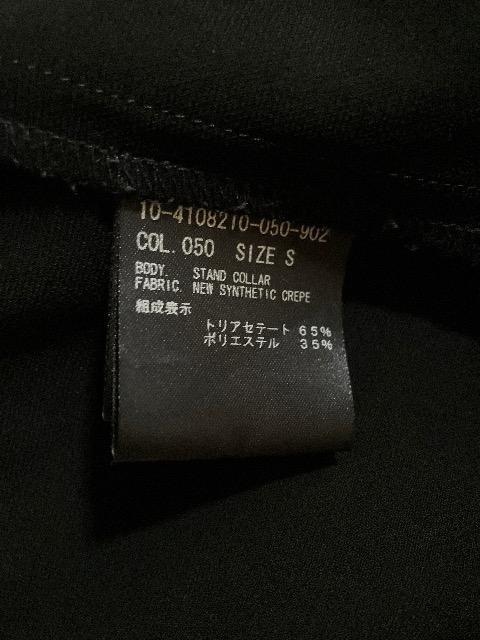 10-4108210-050-902
COL. 050 SIZE S
BODY. STAND COLLAR
FABRIC. NEW SYNTHETIC CREPE
組成表示
トリアセテート 65%
ポリエステル 35%